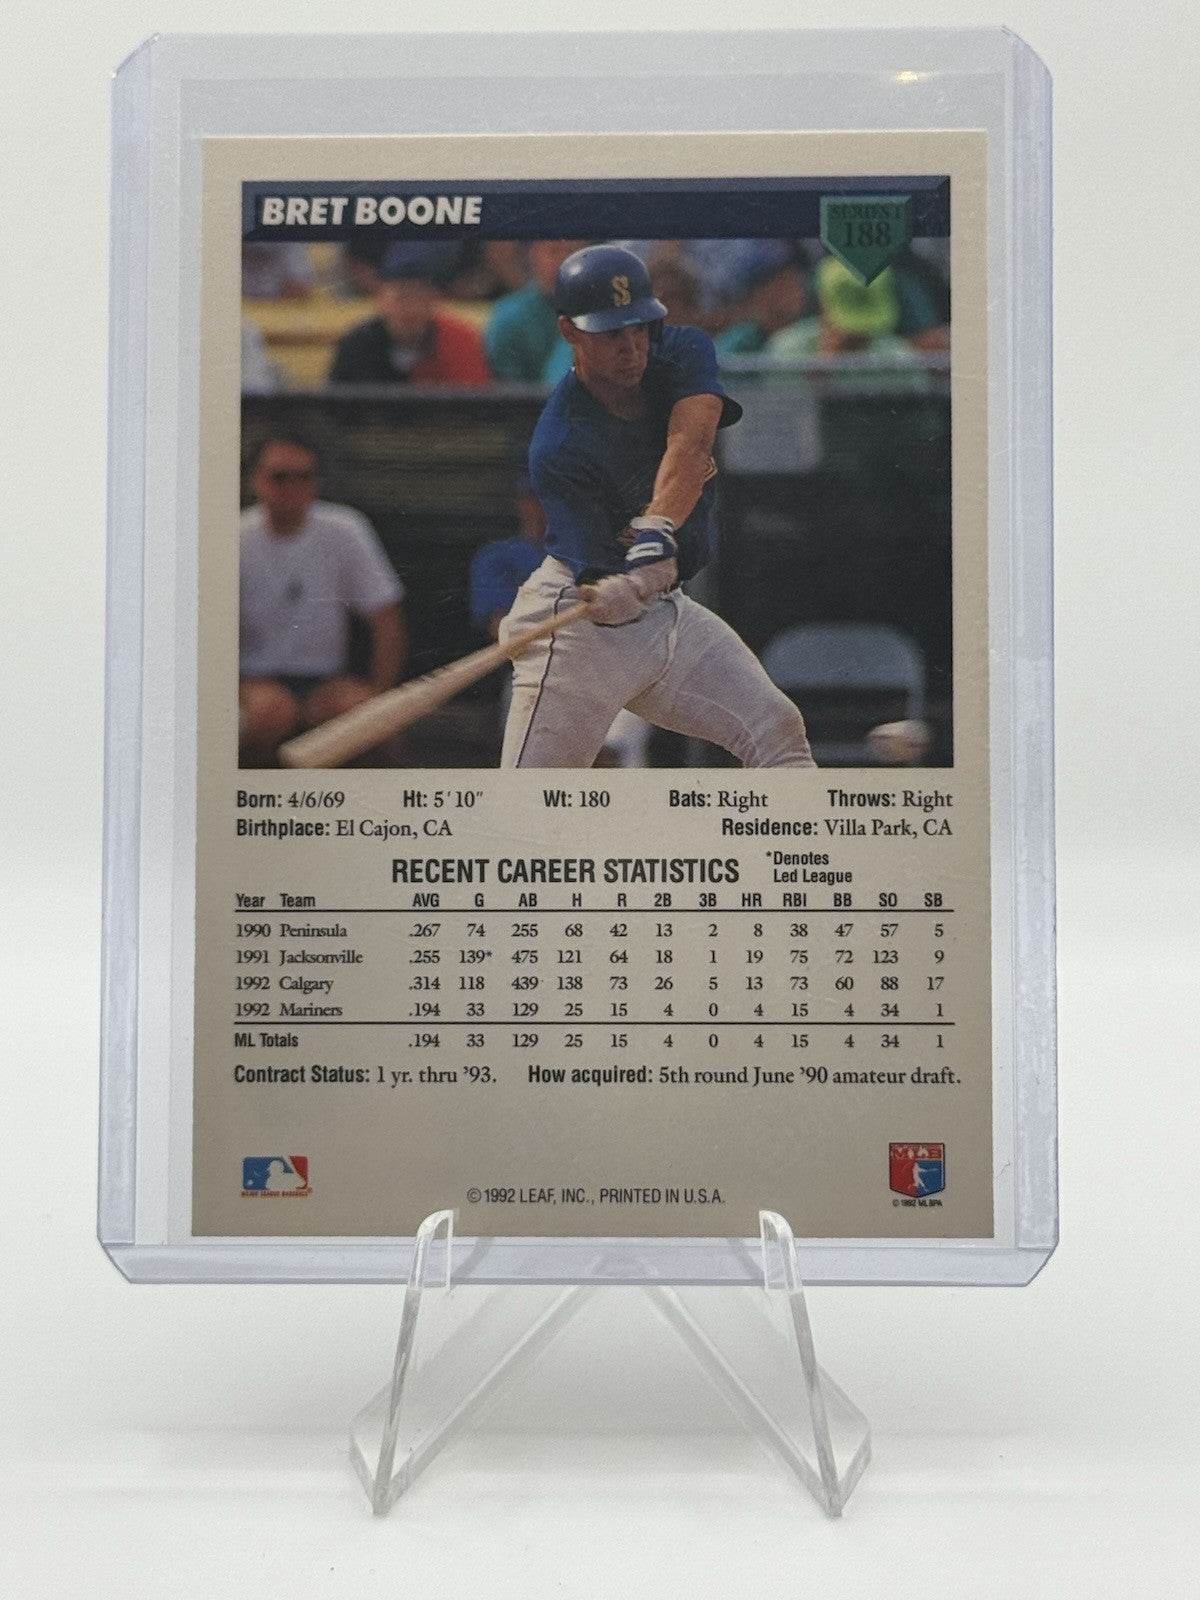 BRET BOONE
SERIES 1
188
S
Born: 4/6/69 Ht: 5'10" Wt: 180 Bats: Right Throws: Right
Birthplace: El Cajon, CA Residence: Villa Park, CA
RECENT CAREER STATISTICS *Denotes Led League
Year Team AVG G AB H R 2B 3B HR RBI BB SO SB
1990 Peninsula .267 74 255 68 42 13 2 8 38 47 57 5
1991 Jacksonville .255 139* 475 121 64 18 1 19 75 72 123 9
1992 Calgary .314 118 439 138 73 26 5 13 73 60 88 17
1992 Mariners .194 33 129 25 15 4 0 4 15 4 34 1
ML Totals .194 33 129 25 15 4 0 4 15 4 34 1
Contract Status: 1 yr. thru '93. How acquired: 5th round June '90 amateur draft.
MAJOR LEAGUE BASEBALL
MLB
©1992 LEAF, INC., PRINTED IN U.S.A.
©1992 MLBPA